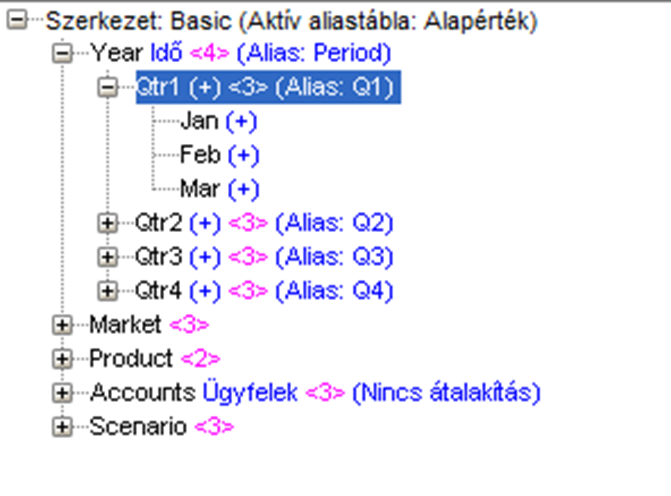 Szerkezet: Basic (Aktív aliastábla: Alapérték)
Year Idő <4> (Alias: Period)
Qtr1 (+) <3> (Alias: Q1)
Jan (+)
Feb (+)
Mar (+)
Qtr2 (+) <3> (Alias: Q2)
Qtr3 (+) <3> (Alias: Q3)
Qtr4 (+) <3> (Alias: Q4)
Market <3>
Product <2>
Accounts Ügyfelek <3> (Nincs átalakítás)
Scenario <3>